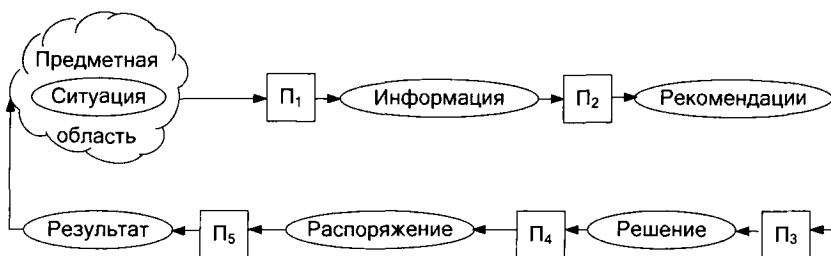 Предметная
Ситуация
область
П₁
Информация
П₂
Рекомендации
Результат
П₅
Распоряжение
П₄
Решение
П₃